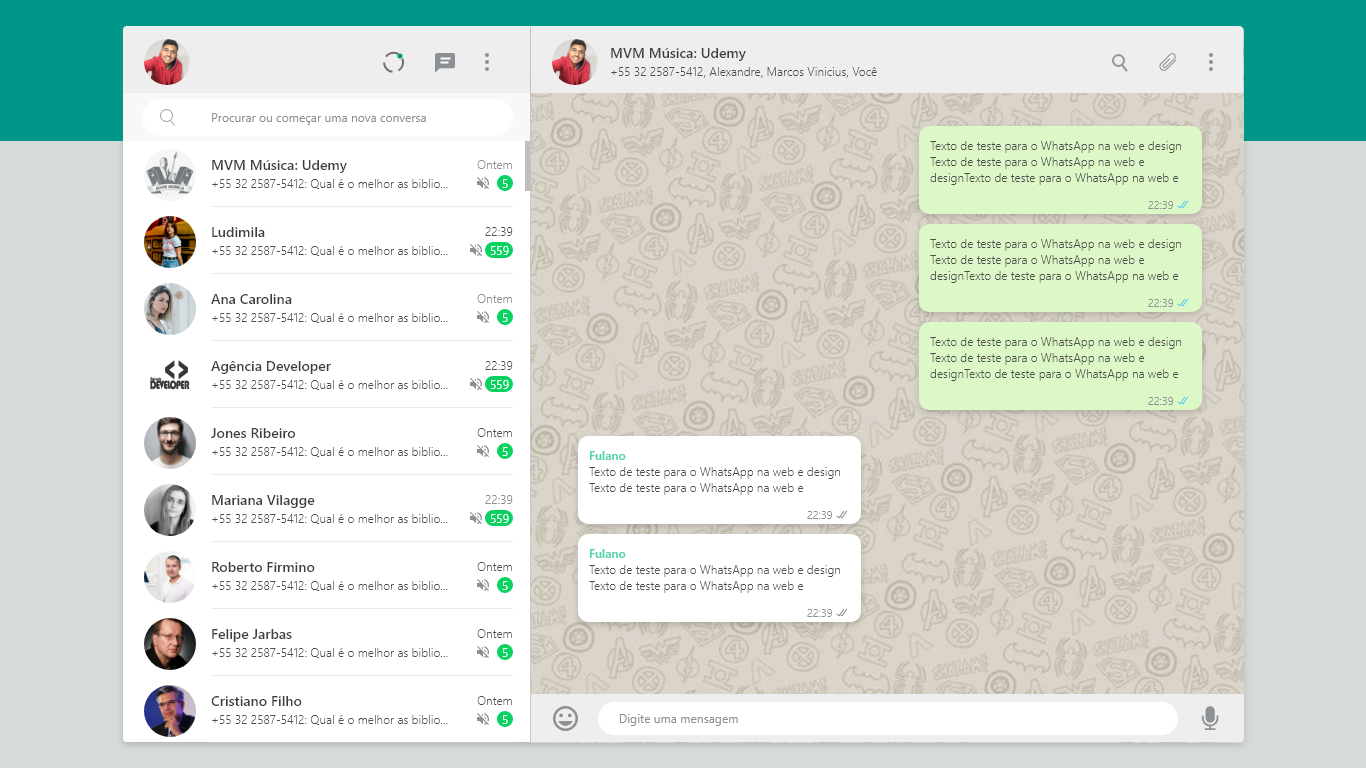 Procurar ou começar uma nova conversa
MVM Música: Udemy
Ontem
+55 32 2587-5412: Qual é o melhor as biblio...
5
Ludimila
22:39
+55 32 2587-5412: Qual é o melhor as biblio...
559
Ana Carolina
Ontem
+55 32 2587-5412: Qual é o melhor as biblio...
5
DEVELOPER
Agência Developer
22:39
+55 32 2587-5412: Qual é o melhor as biblio...
559
Jones Ribeiro
Ontem
+55 32 2587-5412: Qual é o melhor as biblio...
5
Mariana Vilagge
22:39
+55 32 2587-5412: Qual é o melhor as biblio...
559
Roberto Firmino
Ontem
+55 32 2587-5412: Qual é o melhor as biblio...
5
Felipe Jarbas
Ontem
+55 32 2587-5412: Qual é o melhor as biblio...
5
Cristiano Filho
Ontem
+55 32 2587-5412: Qual é o melhor as biblio...
5
MVM Música: Udemy
+55 32 2587-5412, Alexandre, Marcos Vinicius, Você
Texto de teste para o WhatsApp na web e design
Texto de teste para o WhatsApp na web e
designTexto de teste para o WhatsApp na web e
22:39
Texto de teste para o WhatsApp na web e design
Texto de teste para o WhatsApp na web e
designTexto de teste para o WhatsApp na web e
22:39
Texto de teste para o WhatsApp na web e design
Texto de teste para o WhatsApp na web e
designTexto de teste para o WhatsApp na web e
22:39
Fulano
Texto de teste para o WhatsApp na web e design
Texto de teste para o WhatsApp na web e
22:39
Fulano
Texto de teste para o WhatsApp na web e design
Texto de teste para o WhatsApp na web e
22:39
Digite uma mensagem